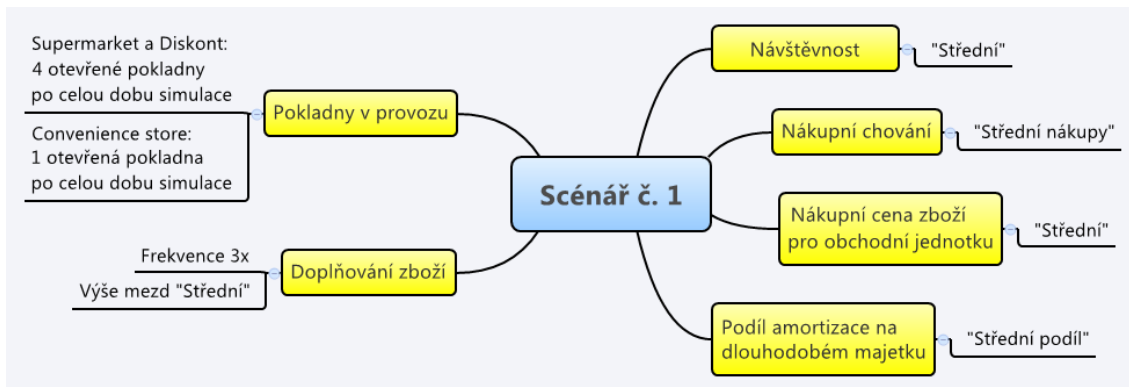 Scénář č. 1
Návštěvnost
"Střední"
Nákupní chování
"Střední nákupy"
Nákupní cena zboží
pro obchodní jednotku
"Střední"
Podíl amortizace na
dlouhodobém majetku
"Střední podíl"
Pokladny v provozu
Supermarket a Diskont:
4 otevřené pokladny
po celou dobu simulace
Convenience store:
1 otevřená pokladna
po celou dobu simulace
Doplňování zboží
Frekvence 3x
Výše mezd "Střední"